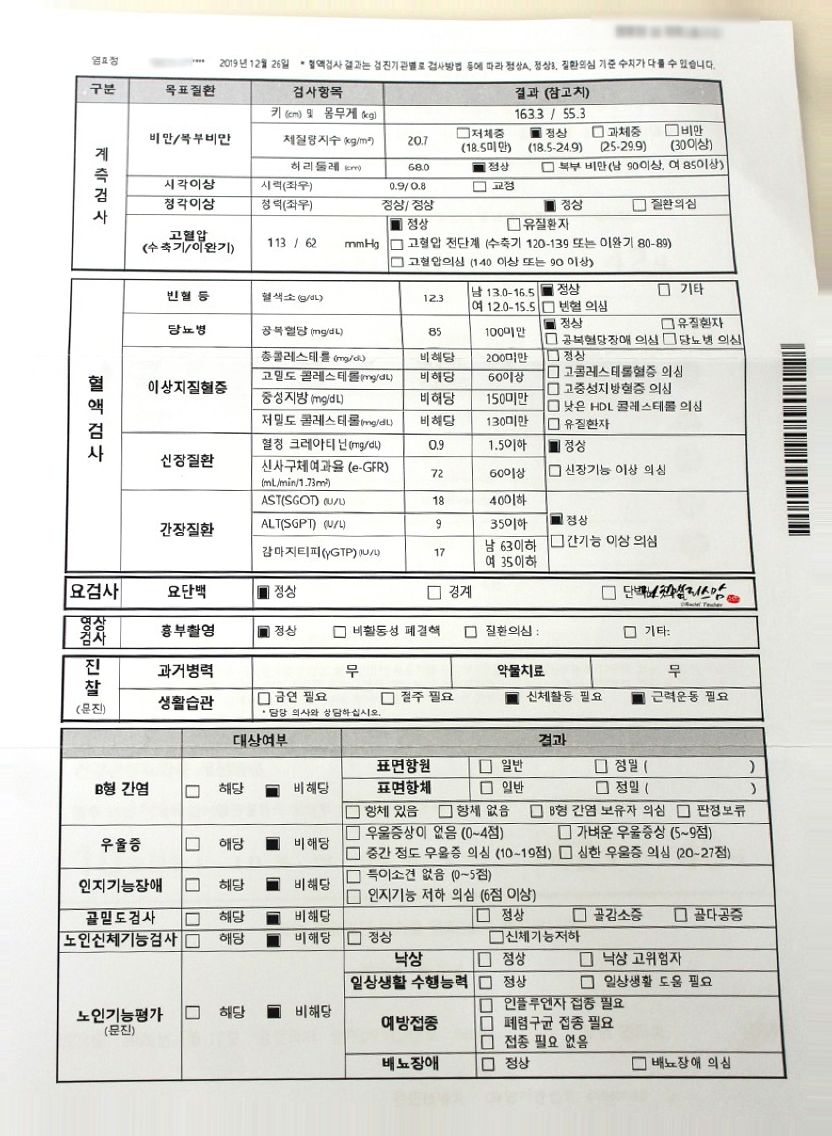 염효정 **** 2019년 12월 26일 * 혈액검사 결과는 검진기관별로 검사방법 등에 따라 정상A, 정상B, 질환의심 기준 수치가 다를 수 있습니다.
구분 목표질환 검사항목 결과 (참고치)
계측검사
비만/복부비만
키 (cm) 및 몸무게 (kg) 163.3 / 55.3
체질량지수 (kg/m²) 20.7 □저체중 (18.5미만) ■정상 (18.5-24.9) □과체중 (25-29.9) □비만 (30이상)
허리둘레 (cm) 68.0 ■정상 □ 복부 비만(남 90이상, 여 85이상)
시각이상 시력(좌우) 0.9/0.8 □ 교정
청각이상 청력(좌우) 정상/정상 ■ 정상 □ 질환의심
고혈압 (수축기/이완기) 113 / 62 mmHg
■ 정상 □유질환자
□ 고혈압 전단계 (수축기 120-139 또는 이완기 80-89)
□ 고혈압의심 (140 이상 또는 90 이상)
혈액검사
빈혈 등 혈색소 (g/dL) 12.3 남 13.0-16.5 여 12.0-15.5 ■ 정상 □ 기타 □ 빈혈 의심
당뇨병 공복혈당 (mg/dL) 85 100미만 ■ 정상 □ 유질환자 □ 공복혈당장애 의심 □ 당뇨병 의심
이상지질혈증
총콜레스테롤 (mg/dL) 비해당 200미만 □ 정상
고밀도 콜레스테롤(mg/dL) 비해당 60이상 □ 고콜레스테롤혈증 의심
중성지방 (mg/dL) 비해당 150미만 □ 고중성지방혈증 의심
□ 낮은 HDL 콜레스테롤 의심
저밀도 콜레스테롤(mg/dL) 비해당 130미만 □ 유질환자
신장질환
혈청 크레아티닌(mg/dL) 0.9 1.5이하 ■ 정상
신사구체여과율 (e-GFR) (mL/min/1.73m²) 72 60이상 □ 신장기능 이상 의심
간장질환
AST(SGOT) (U/L) 18 40이하
ALT(SGPT) (U/L) 9 35이하 ■ 정상
감마지티피(γGTP) (U/L) 17 남 63이하 여 35이하 □간기능 이상 의심
요검사 요단백 ■ 정상 □ 경계 □ 단백
©Rachel Teacher
영상검사 흉부촬영 ■ 정상 □ 비활동성 폐결핵 □ 질환의심 : □ 기타:
진찰 (문진)
과거병력 무 약물치료 무
생활습관 □ 금연 필요 □ 절주 필요 ■ 신체활동 필요 ■ 근력운동 필요
* 담당 의사와 상담하십시오.
대상여부 결과
B형 간염 □ 해당 ■ 비해당
표면항원 □ 일반 □ 정밀 ( )
표면항체 □ 일반 □ 정밀 ( )
□ 항체 있음 □ 항체 없음 □ B형 간염 보유자 의심 □ 판정보류
우울증 □ 해당 ■ 비해당
□ 우울증상이 없음 (0~4점) □ 가벼운 우울증상 (5~9점)
□ 중간 정도 우울증 의심 (10~19점) □ 심한 우울증 의심 (20~27점)
인지기능장애 □ 해당 ■ 비해당
□ 특이소견 없음 (0~5점)
□ 인지기능 저하 의심 (6점 이상)
골밀도검사 □ 해당 ■ 비해당 □ 정상 □ 골감소증 □ 골다공증
노인신체기능검사 □ 해당 ■ 비해당 □ 정상 □신체기능저하
노인기능평가 (문진) □ 해당 ■ 비해당
낙상 □ 정상 □ 낙상 고위험자
일상생활 수행능력 □ 정상 □ 일상생활 도움 필요
예방접종
□ 인플루엔자 접종 필요
□ 폐렴구균 접종 필요
□ 접종 필요 없음
배뇨장애 □ 정상 □ 배뇨장애 의심